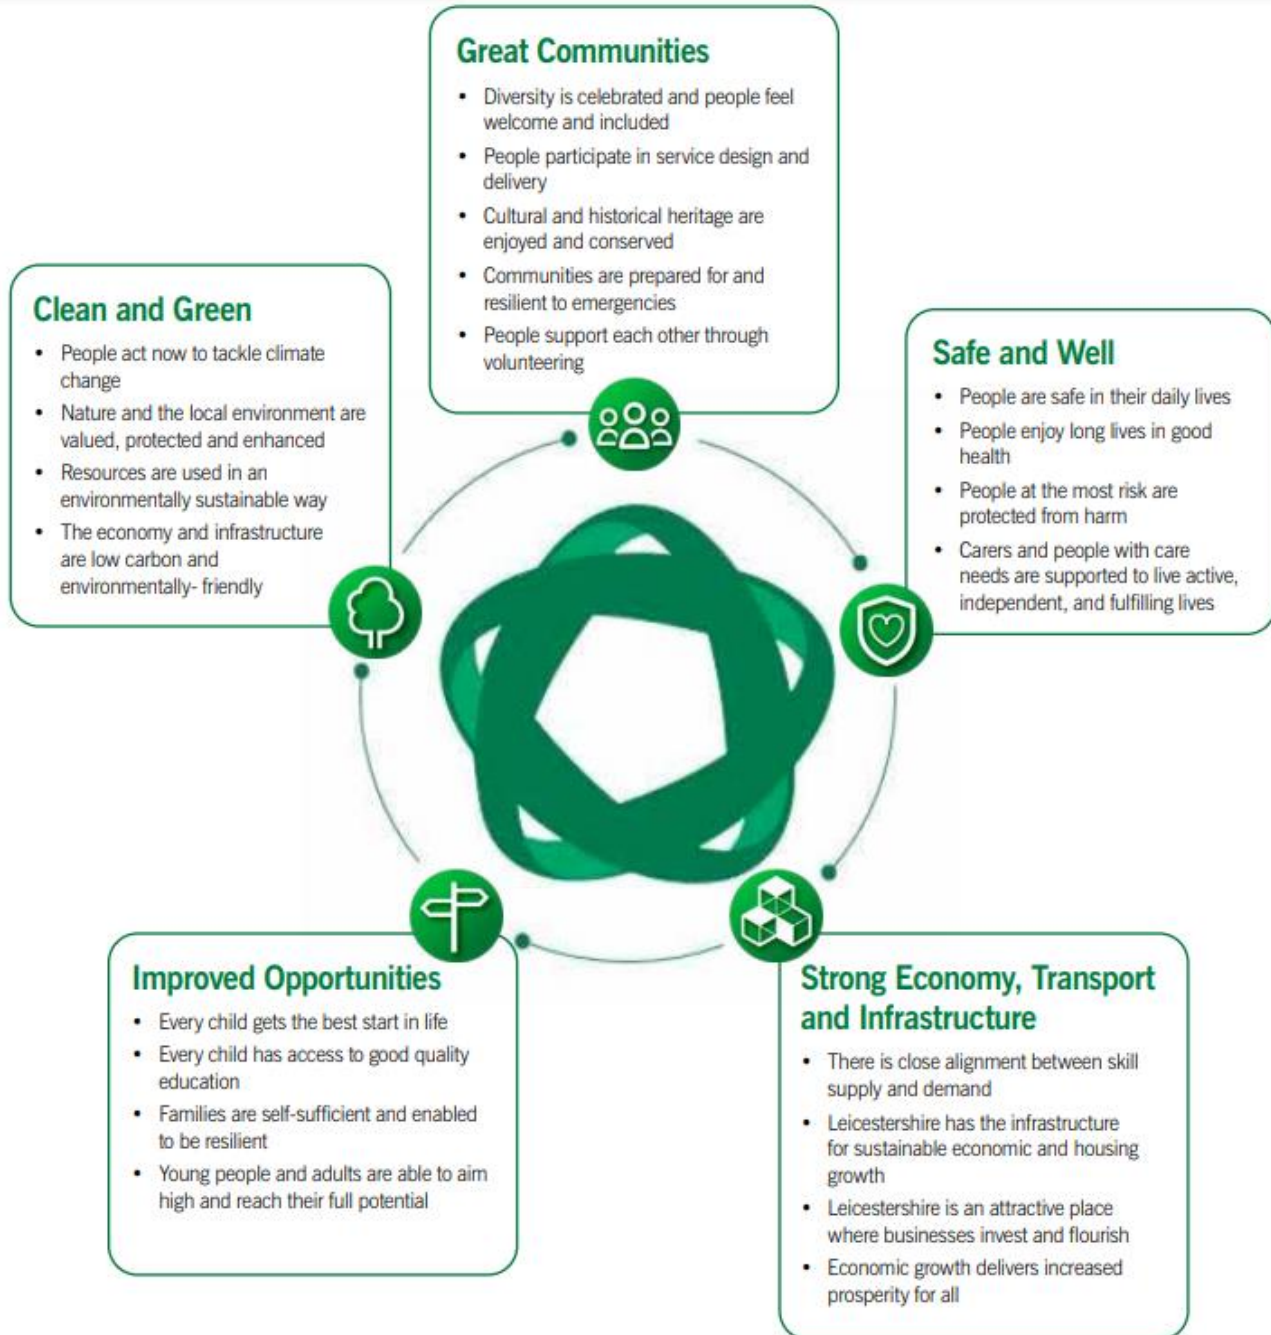 Great Communities
• Diversity is celebrated and people feel
welcome and included
• People participate in service design and
delivery
• Cultural and historical heritage are
enjoyed and conserved
• Communities are prepared for and
resilient to emergencies
• People support each other through
volunteering
Clean and Green
• People act now to tackle climate
change
• Nature and the local environment are
valued, protected and enhanced
• Resources are used in an
environmentally sustainable way
• The economy and infrastructure
are low carbon and
environmentally- friendly
Safe and Well
• People are safe in their daily lives
• People enjoy long lives in good
health
• People at the most risk are
protected from harm
• Carers and people with care
needs are supported to live active,
independent, and fulfilling lives
Improved Opportunities
• Every child gets the best start in life
• Every child has access to good quality
education
• Families are self-sufficient and enabled
to be resilient
• Young people and adults are able to aim
high and reach their full potential
Strong Economy, Transport
and Infrastructure
• There is close alignment between skill
supply and demand
• Leicestershire has the infrastructure
for sustainable economic and housing
growth
• Leicestershire is an attractive place
where businesses invest and flourish
• Economic growth delivers increased
prosperity for all